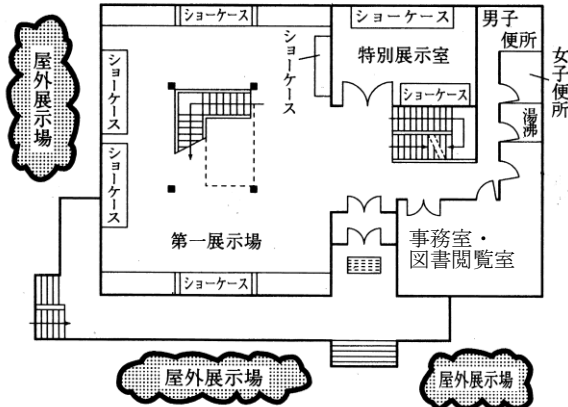 ショーケース
ショーケース
男子
便所
女子便所
屋外展示場
ショーケース
ショーケース
特別展示室
ショーケース
湯沸
ショーケース
第一展示場
事務室・
図書閲覧室
ショーケース
屋外展示場
屋外展示場